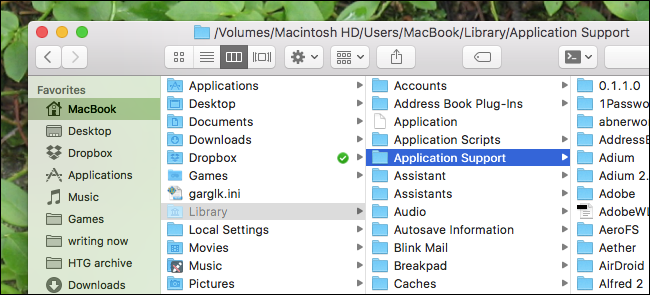 /Volumes/Macintosh HD/Users/MacBook/Library/Application Support
Favorites
MacBook
Desktop
Dropbox
Applications
Music
Games
writing now
HTG archive
Downloads
Applications
Desktop
Documents
Downloads
Dropbox
Games
garglk.ini
Library
Local Settings
Movies
Music
Pictures
Accounts
Address Book Plug-Ins
Application
Application Scripts
Application Support
Assistant
Assistants
Audio
Autosave Information
Blink Mail
Breakpad
Caches
0.1.1.0
1Passwo
abnerwor
AddressB
Adium
Adium 2.
Adobe
AdobeWL
AeroFS
Aether
AirDroid
Alfred 2